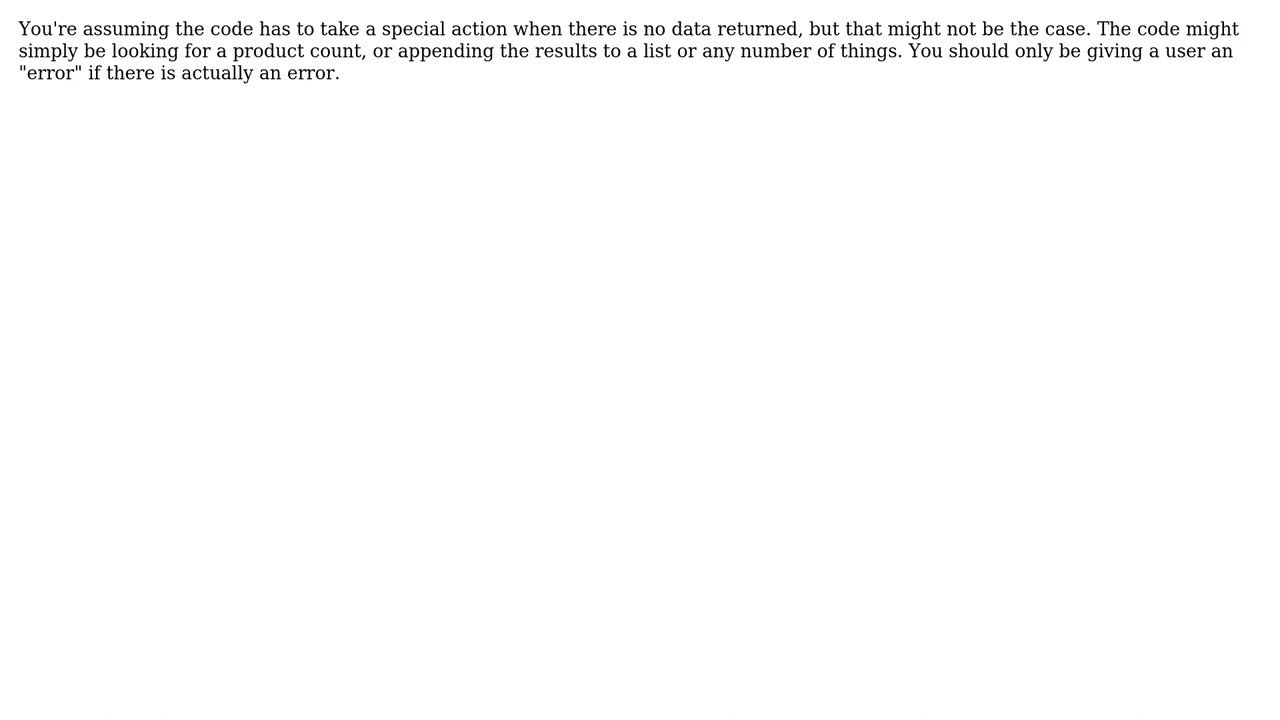 You're assuming the code has to take a special action when there is no data returned, but that might not be the case. The code might
simply be looking for a product count, or appending the results to a list or any number of things. You should only be giving a user an
"error" if there is actually an error.